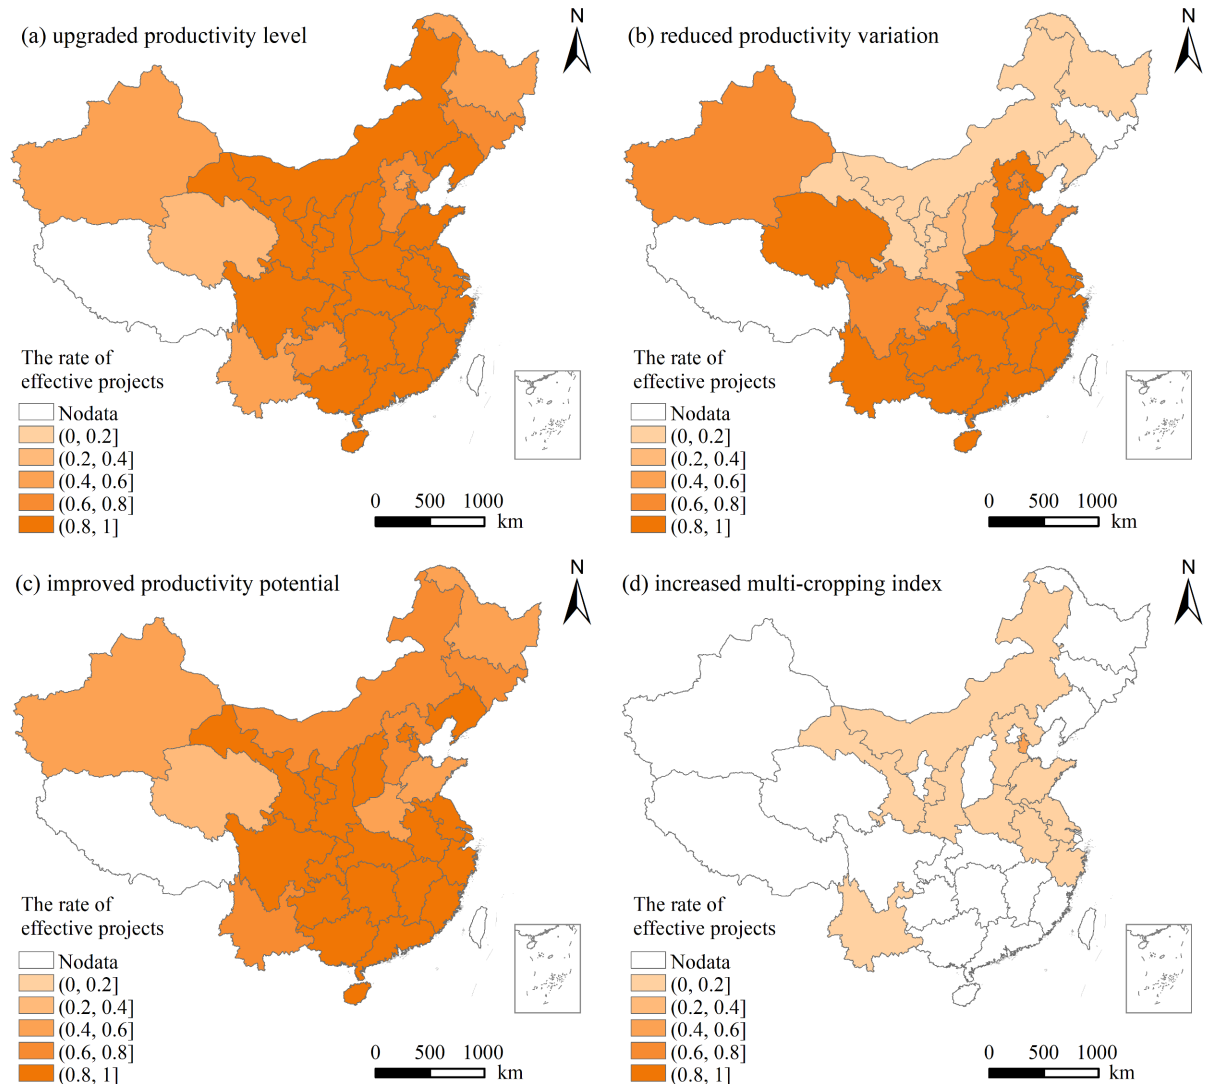 (a) upgraded productivity level
N
The rate of
effective projects
Nodata
(0, 0.2]
(0.2, 0.4]
(0.4, 0.6]
(0.6, 0.8]
(0.8, 1]
0 500 1000
km
(b) reduced productivity variation
N
The rate of
effective projects
Nodata
(0, 0.2]
(0.2, 0.4]
(0.4, 0.6]
(0.6, 0.8]
(0.8, 1]
0 500 1000
km
(c) improved productivity potential
N
The rate of
effective projects
Nodata
(0, 0.2]
(0.2, 0.4]
(0.4, 0.6]
(0.6, 0.8]
(0.8, 1]
0 500 1000
km
(d) increased multi-cropping index
N
The rate of
effective projects
Nodata
(0, 0.2]
(0.2, 0.4]
(0.4, 0.6]
(0.6, 0.8]
(0.8, 1]
0 500 1000
km